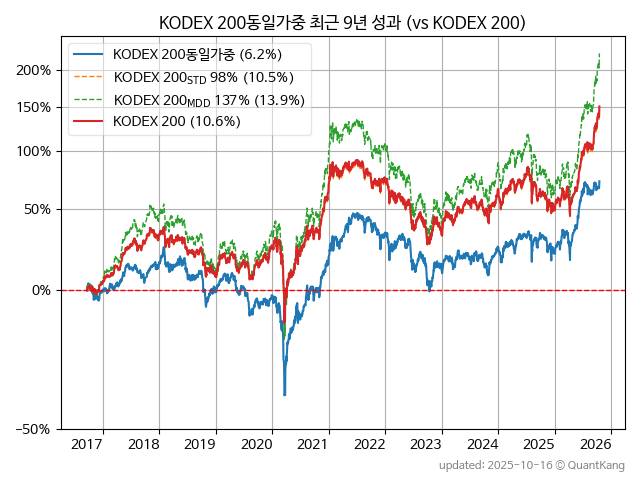 KODEX 200동일가중 최근 9년 성과 (vs KODEX 200)
KODEX 200동일가중 (6.2%)
KODEX 200STD 98% (10.5%)
KODEX 200MDD 137% (13.9%)
KODEX 200 (10.6%)
200%
150%
100%
50%
0%
−50%
2017 2018 2019 2020 2021 2022 2023 2024 2025 2026
updated: 2025-10-16 © QuantKang